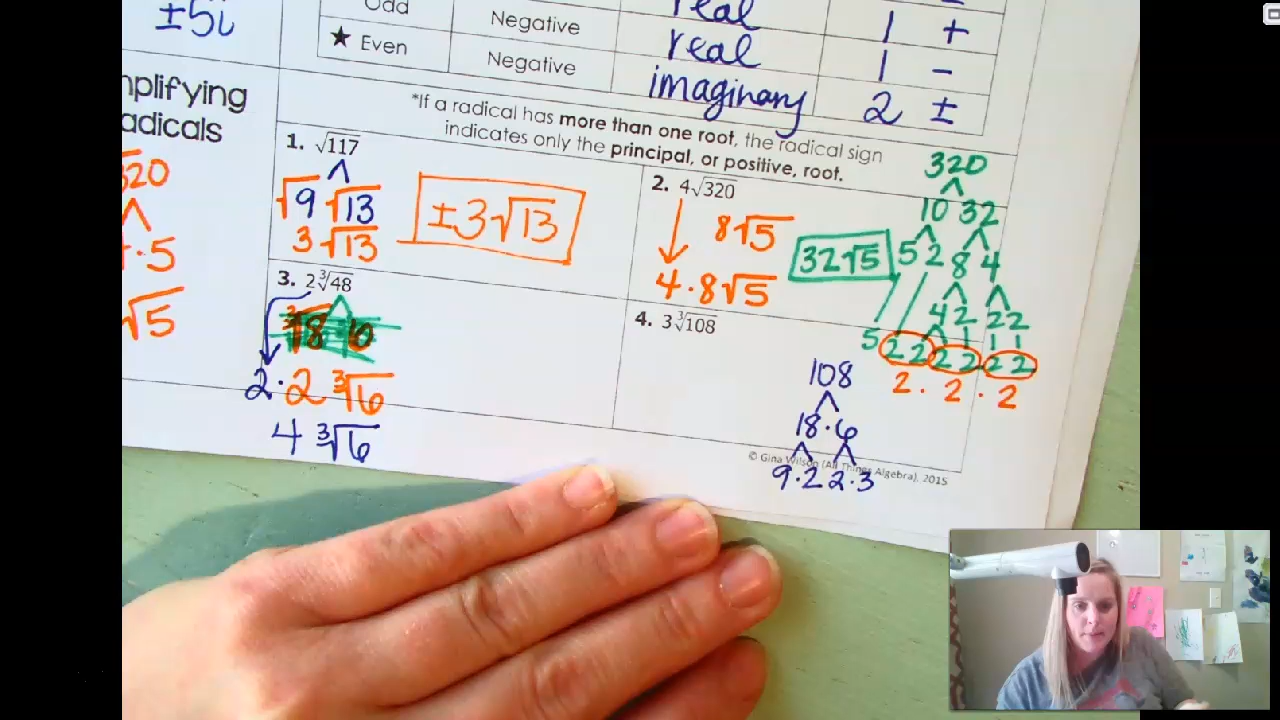 ±5i
Odd Negative real 1 +
★ Even Negative real 1 −
imaginary 2 ±
*If a radical has more than one root, the radical sign
indicates only the principal, or positive, root.
mplifying
adicals
320
·5
√5
1. √117
√9 √13
3√13
±3√13
2. 4√320
8√5
4·8√5
32√5
320
10 32
5 2 8 4
4 2 2 2
5 2 2 2 2 2 2
2 · 2 · 2
3. 2∛48
∛8
2·2∛6
4∛6
4. 3∛108
108
18·6
9·2 2·3
© Gina Wilson (All Things Algebra), 2015